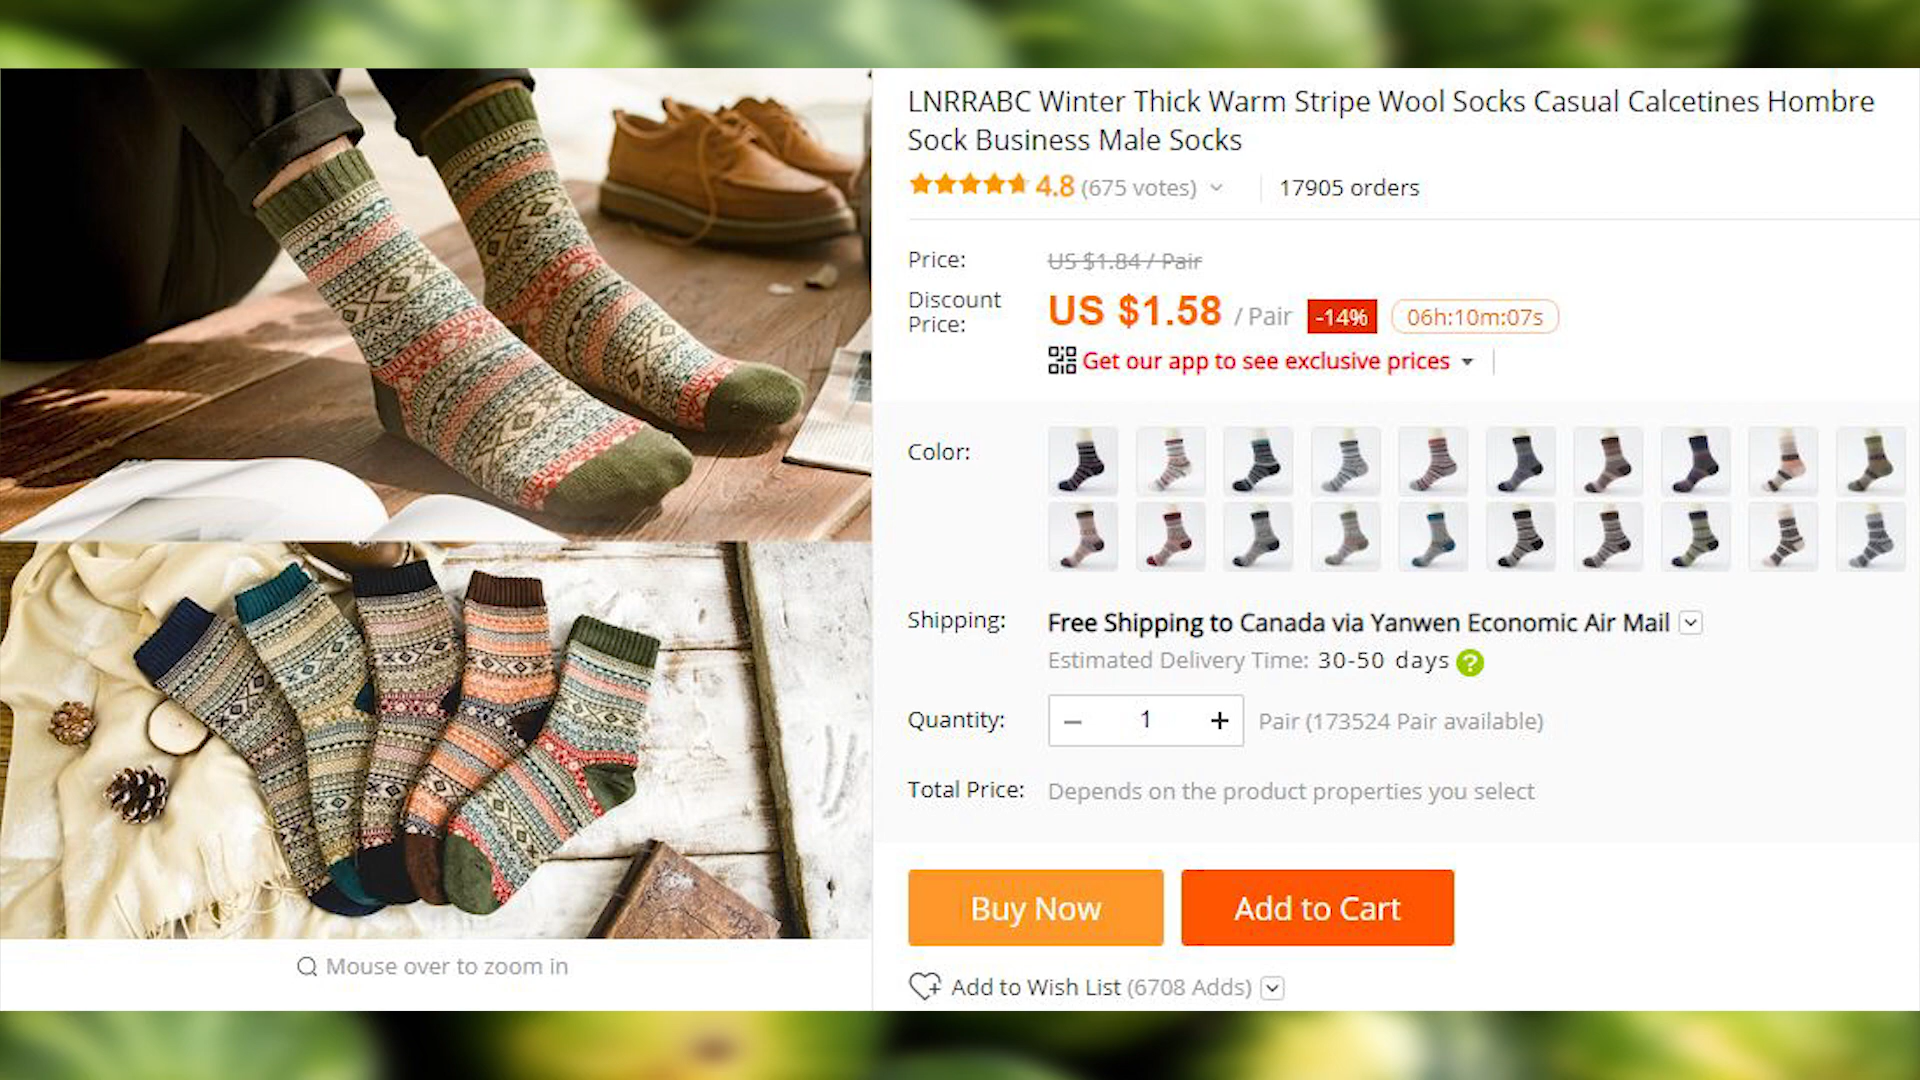 LNRRABC Winter Thick Warm Stripe Wool Socks Casual Calcetines Hombre
Sock Business Male Socks
4.8 (675 votes) 17905 orders
Price: US $1.84 / Pair
Discount
Price: US $1.58 / Pair -14% 06h:10m:07s
Get our app to see exclusive prices
Color:
Shipping: Free Shipping to Canada via Yanwen Economic Air Mail
Estimated Delivery Time: 30-50 days ?
Quantity: 1 Pair (173524 Pair available)
Total Price: Depends on the product properties you select
Buy Now Add to Cart
Mouse over to zoom in
Add to Wish List (6708 Adds)